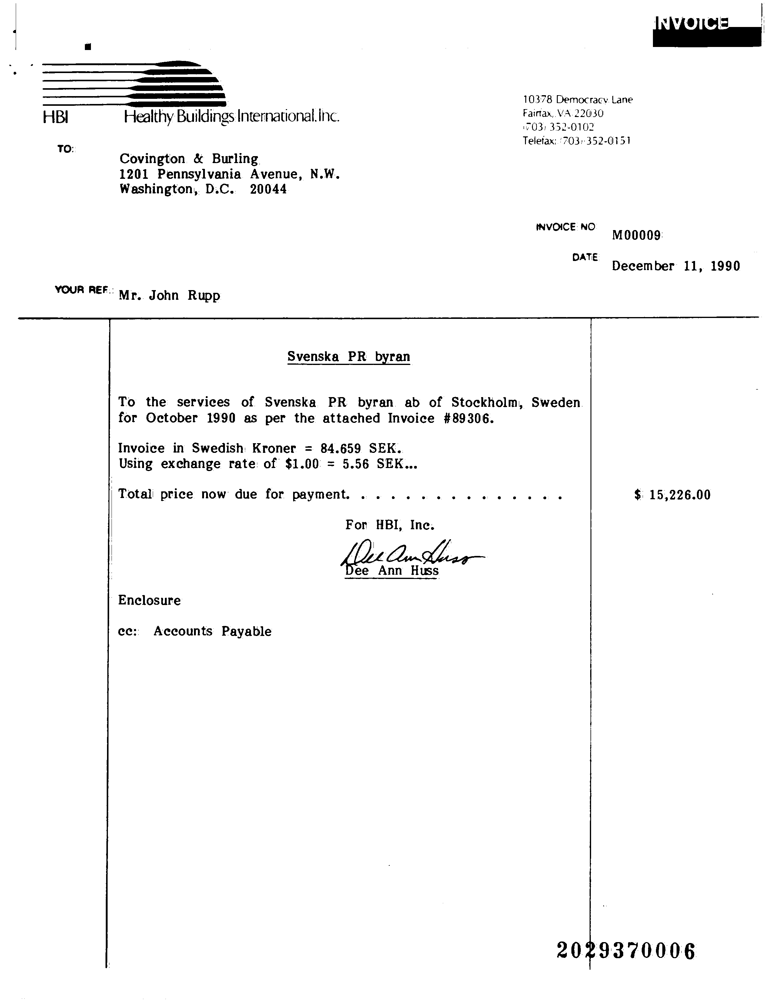 INVOICE
HBI
Healthy Buildings International, Inc.
10378 Democracy Lane
Fairfax, VA 22030
(703) 352-0102
Telefax: (703) 352-0151
TO:
Covington & Burling
1201 Pennsylvania Avenue, N.W.
Washington, D.C. 20044
INVOICE NO
M00009
DATE
December 11, 1990
YOUR REF.:
Mr. John Rupp
Svenska PR byran
To the services of Svenska PR byran ab of Stockholm, Sweden
for October 1990 as per the attached Invoice #89306.
Invoice in Swedish Kroner = 84.659 SEK.
Using exchange rate of $1.00 = 5.56 SEK...
Total price now due for payment. . . . . . . . . . . . . . . $ 15,226.00
For HBI, Inc.
Dee Ann Huss
Dee Ann Huss
Enclosure
cc: Accounts Payable
2029370006